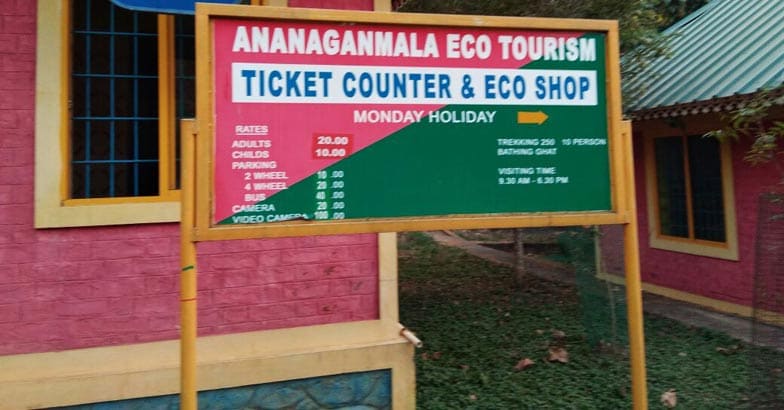 ANANAGANMALA ECO TOURISM
TICKET COUNTER & ECO SHOP
MONDAY HOLIDAY
RATES
ADULTS 20.00
CHILDS 10.00
PARKING
2 WHEEL 10 .00
4 WHEEL 20 .00
BUS 40 .00
CAMERA 20 .00
VIDEO CAMERA 100 .00
TREKKING 250 10 PERSON
BATHING GHAT
VISITING TIME
9.30 AM - 6.30 PM